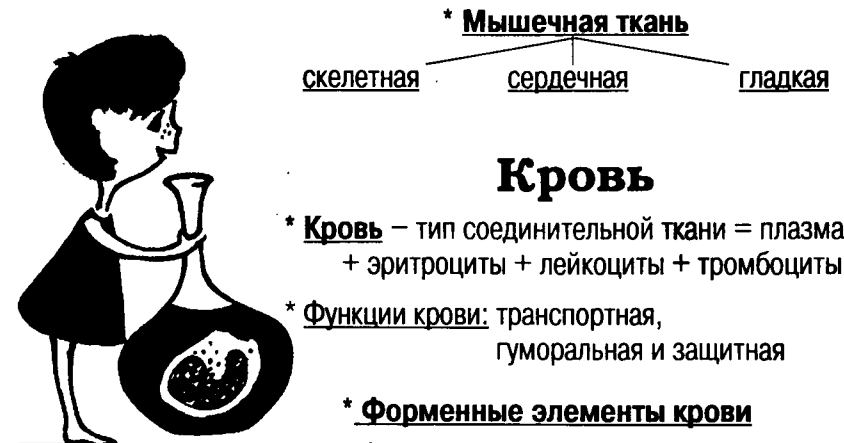 * Мышечная ткань
скелетная сердечная гладкая
Кровь
* Кровь – тип соединительной ткани = плазма
+ эритроциты + лейкоциты + тромбоциты
* Функции крови: транспортная,
гуморальная и защитная
* Форменные элементы крови